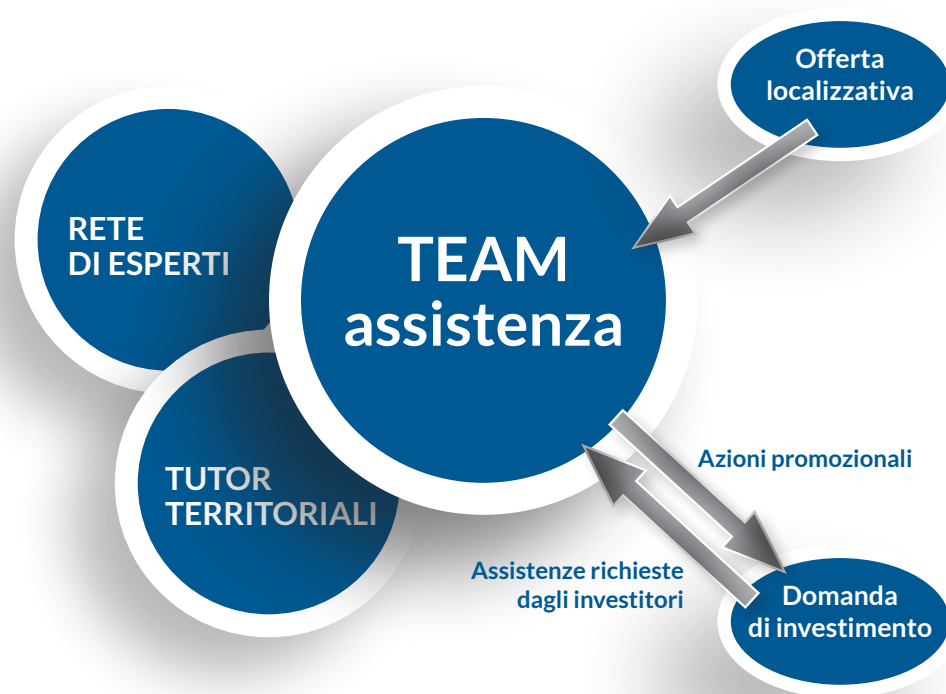 Offerta
localizzativa
RETE
DI ESPERTI
TEAM
assistenza
TUTOR
TERRITORIALI
Azioni promozionali
Assistenze richieste
dagli investitori
Domanda
di investimento